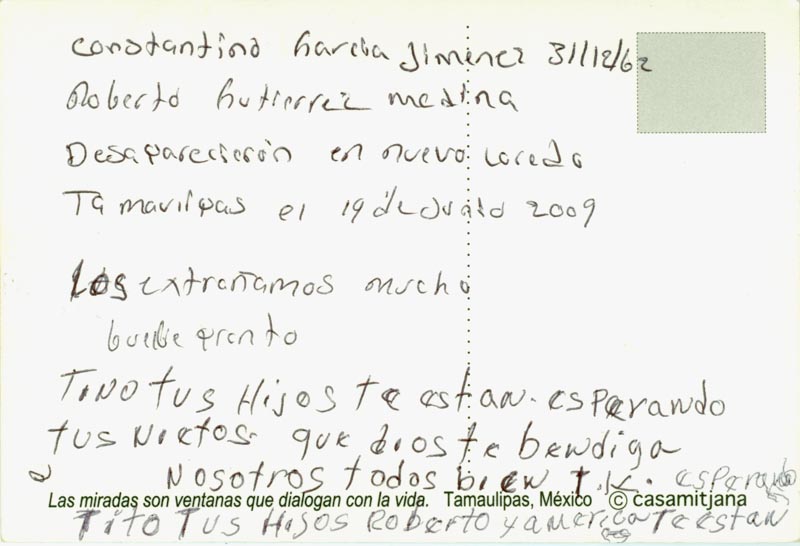 constantino Garcia Jimenez 31/12/62
Roberto Gutierrez medina
Desaparecierón en nuevo Loredo
Tamaulipas el 19 de Junio 2009
Los extrañamos mucho
buelbe pronto
TINO TUS HIJOS Te estan esperando
TUS NIETOS que dios te bendiga
NOSOTROS todos bien T.K. esperando
Las miradas son ventanas que dialogan con la vida. Tamaulipas, México © casamitjana
TITO TUS HIJOS Roberto y america Te estan